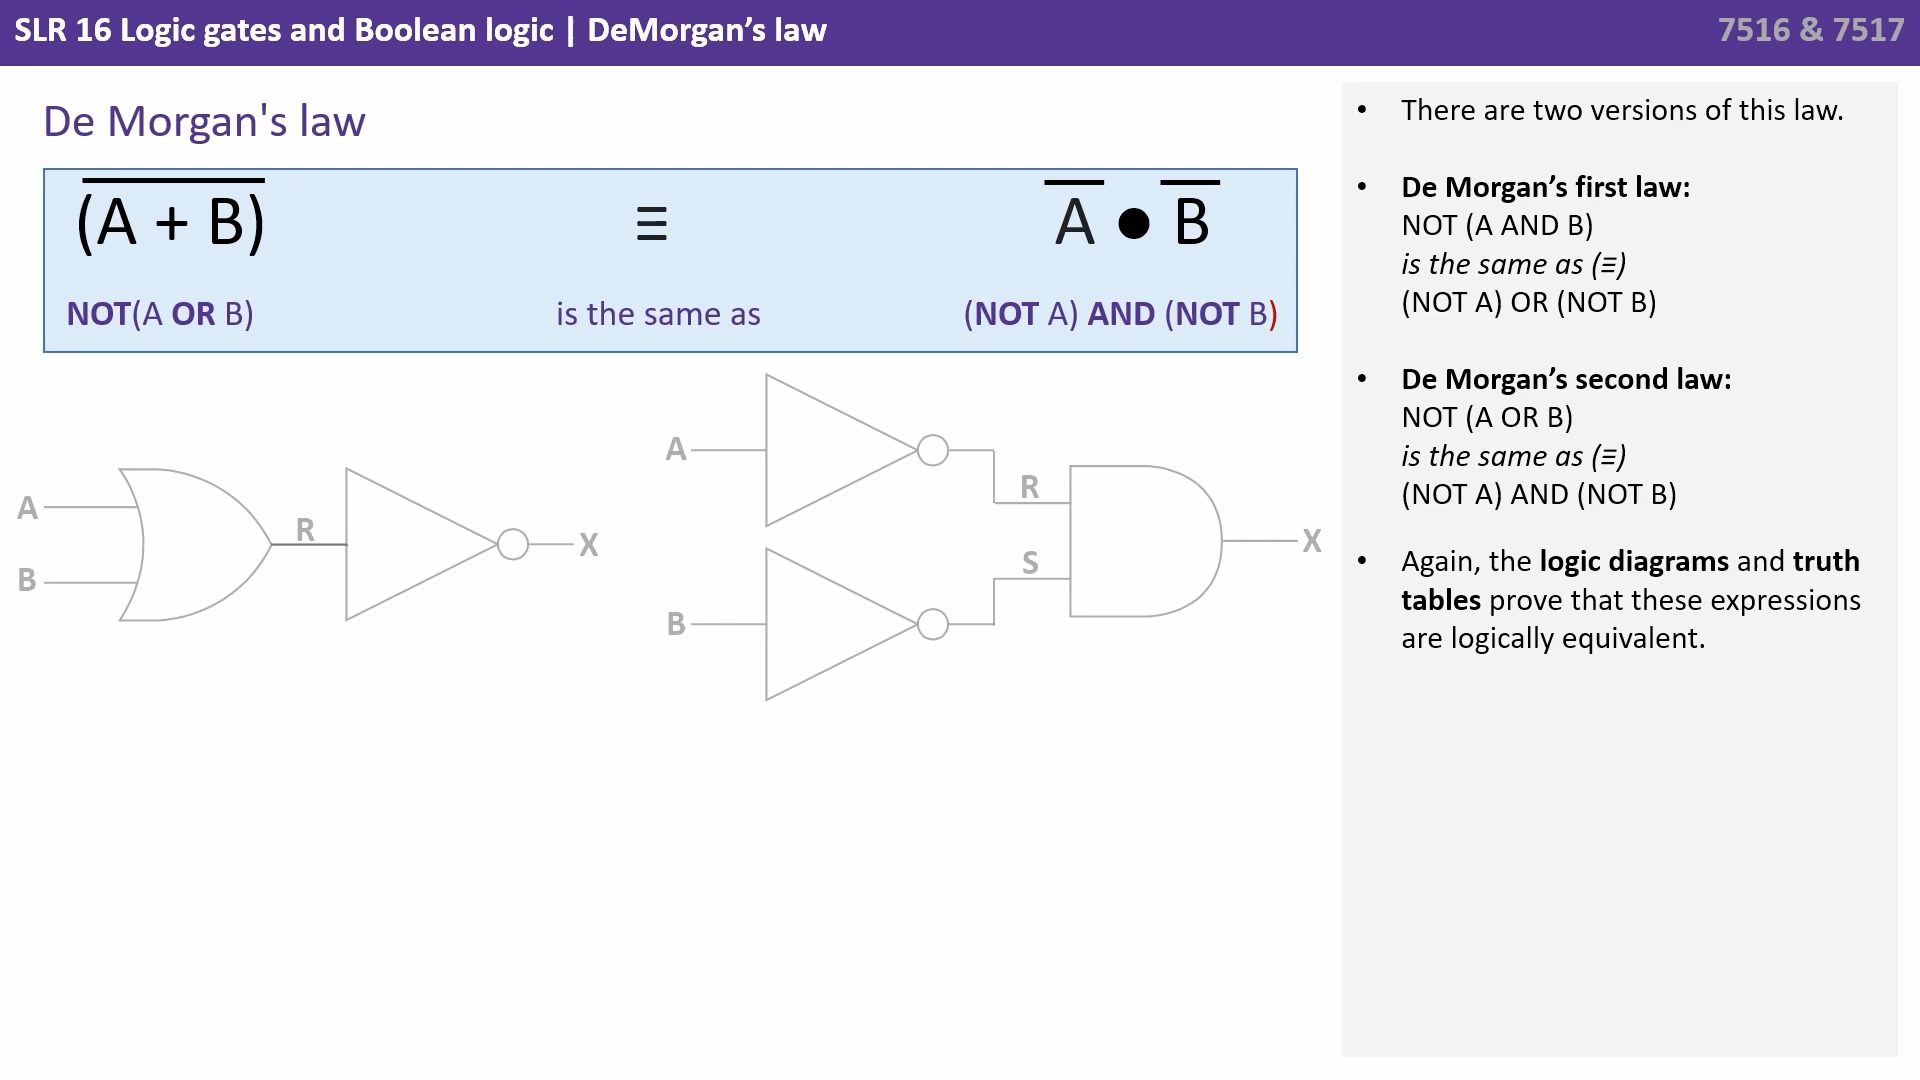 SLR 16 Logic gates and Boolean logic | DeMorgan’s law
7516 & 7517
De Morgan's law
(A + B) ≡ A ● B
NOT(A OR B) is the same as (NOT A) AND (NOT B)
A
B
R
X
A
B
R
S
X
• There are two versions of this law.
• De Morgan’s first law:
NOT (A AND B)
is the same as (≡)
(NOT A) OR (NOT B)
• De Morgan’s second law:
NOT (A OR B)
is the same as (≡)
(NOT A) AND (NOT B)
• Again, the logic diagrams and truth
tables prove that these expressions
are logically equivalent.